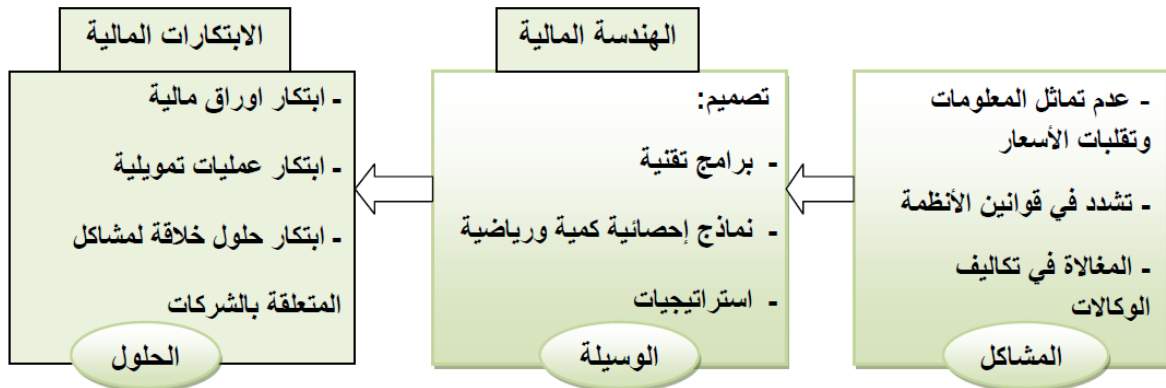 - عدم تماثل المعلومات
وتقلبات الأسعار
- تشدد في قوانين الأنظمة
- المغالاة في تكاليف
الوكالات
المشاكل
الهندسة المالية
تصميم:
- برامج تقنية
- نماذج إحصائية كمية ورياضية
- استراتيجيات
الوسيلة
الابتكارات المالية
- ابتكار اوراق مالية
- ابتكار عمليات تمويلية
- ابتكار حلول خلاقة لمشاكل
المتعلقة بالشركات
الحلول